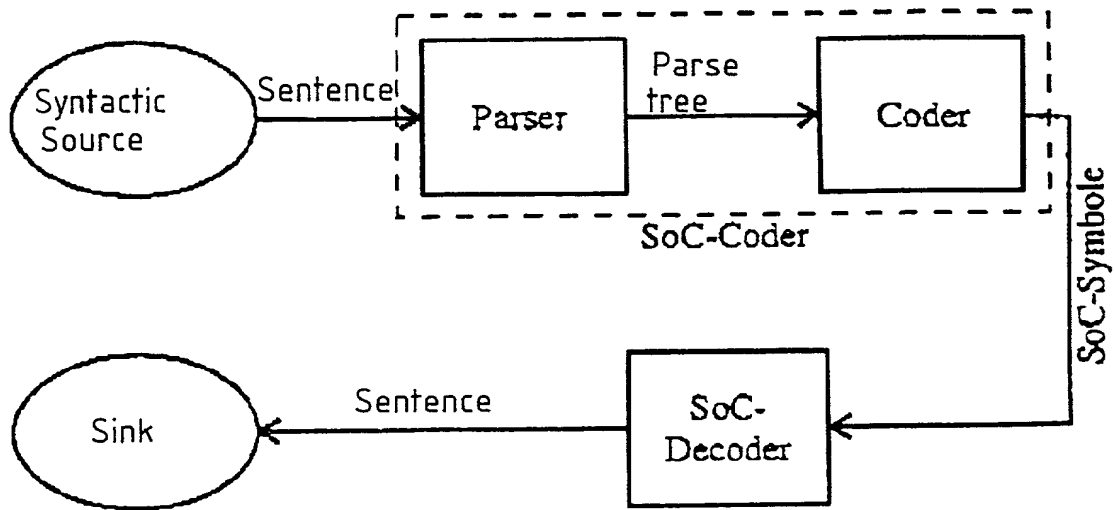 Syntactic
Source
Sentence
Parser
Parse
tree
Coder
SoC-Coder
SoC-Symbole
SoC-
Decoder
Sentence
Sink